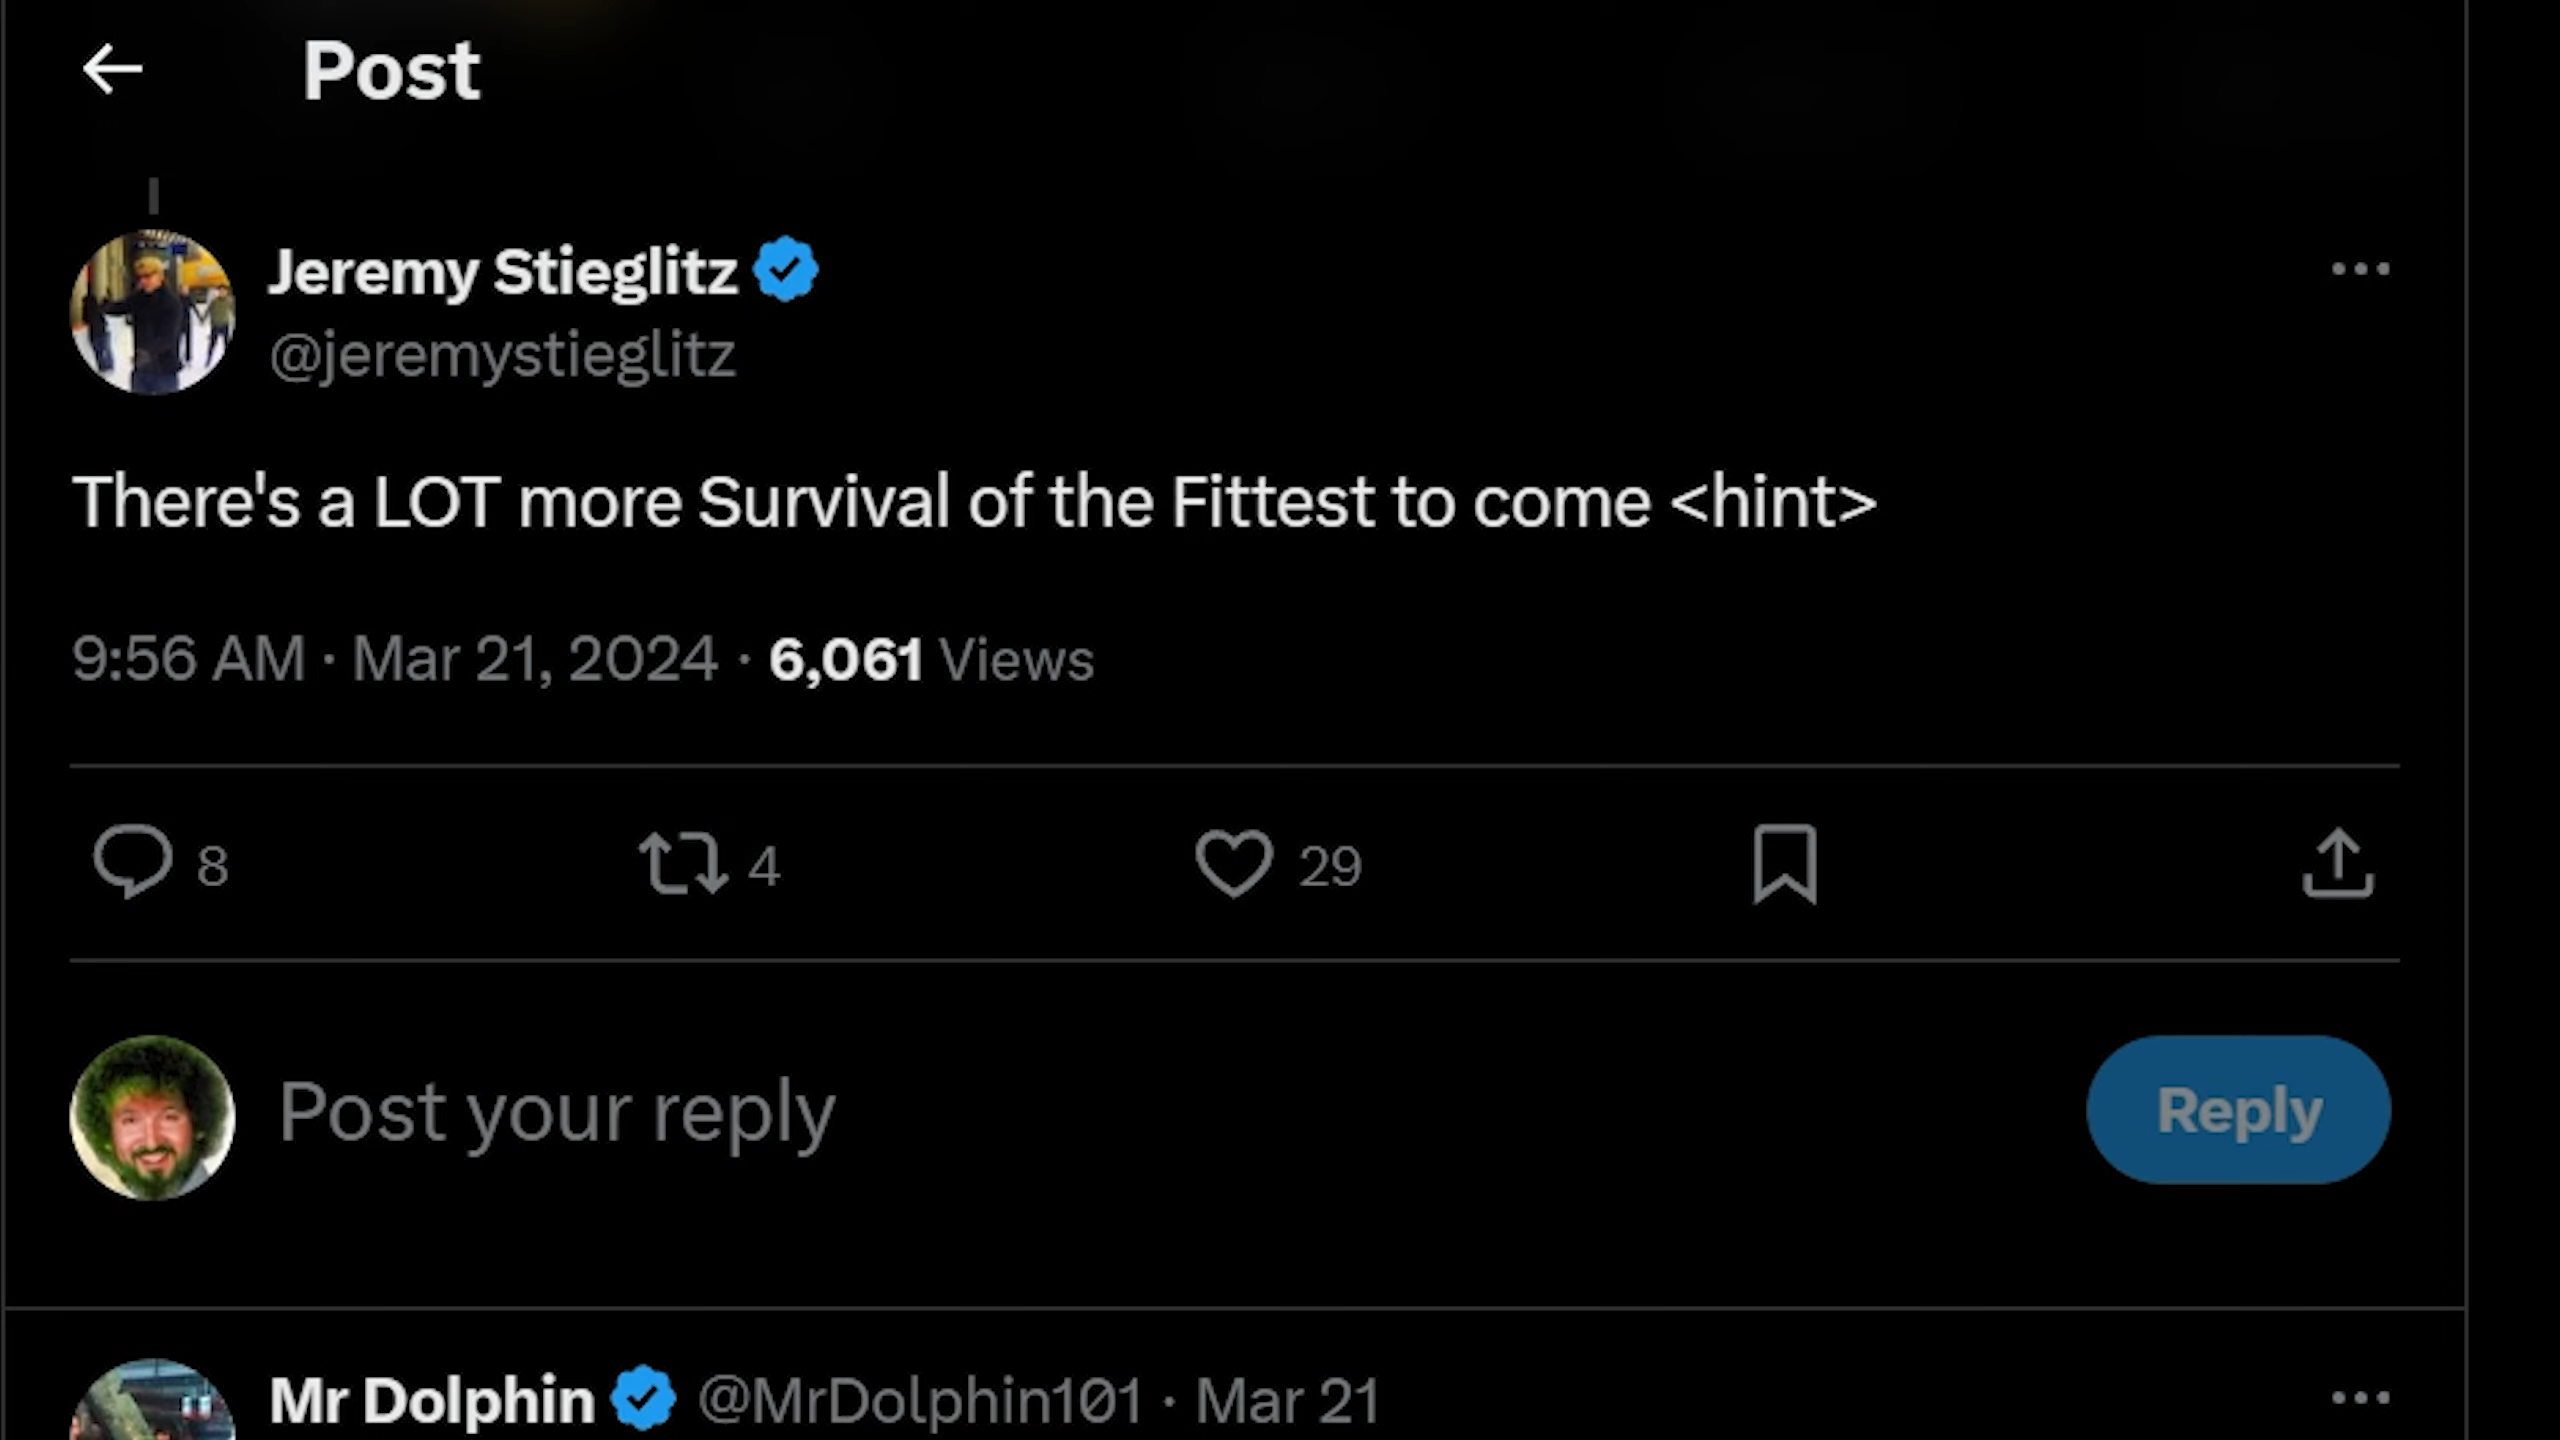 Post
Jeremy Stieglitz
@jeremystieglitz
There's a LOT more Survival of the Fittest to come <hint>
9:56 AM · Mar 21, 2024 · 6,061 Views
8 4 29
Post your reply Reply
Mr Dolphin @MrDolphin101 · Mar 21